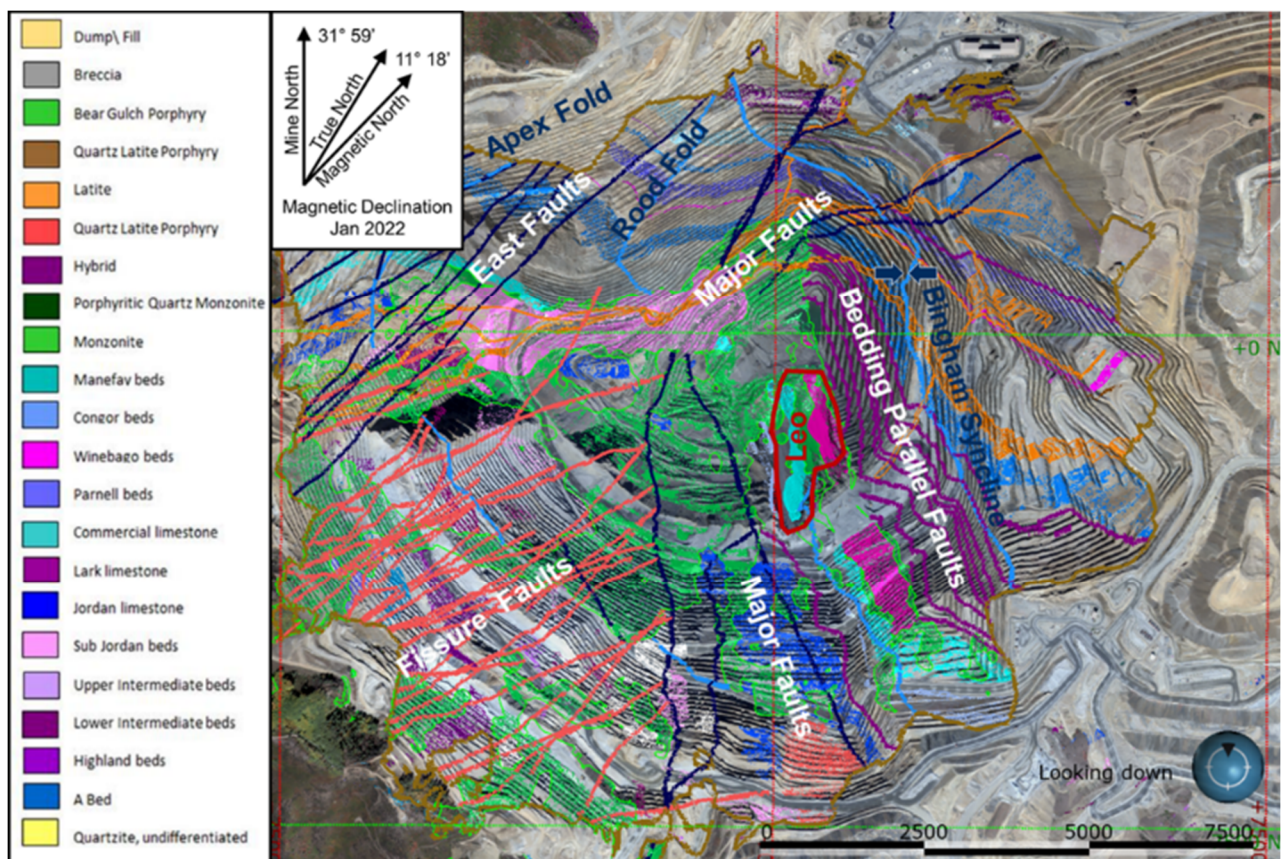 Dump\ Fill
Breccia
Bear Gulch Porphyry
Quartz Latite Porphyry
Latite
Quartz Latite Porphyry
Hybrid
Porphyritic Quartz Monzonite
Monzonite
Manefay beds
Congor beds
Winebago beds
Parnell beds
Commercial limestone
Lark limestone
Jordan limestone
Sub Jordan beds
Upper Intermediate beds
Lower Intermediate beds
Highland beds
A Bed
Quartzite, undifferentiated
31° 59'
11° 18'
Mine North
True North
Magnetic North
Magnetic Declination
Jan 2022
Apex Fold
Rood Fold
East Faults
Major Faults
Bedding Parallel Faults
Bingham Syncline
+0 N
Leo
Fissure Faults
Major Faults
Looking down
0 2500 5000 7500